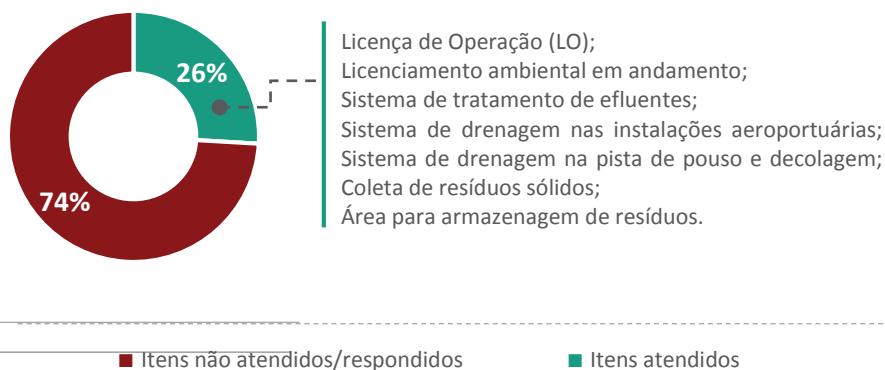 26%
74%
Licença de Operação (LO);
Licenciamento ambiental em andamento;
Sistema de tratamento de efluentes;
Sistema de drenagem nas instalações aeroportuárias;
Sistema de drenagem na pista de pouso e decolagem;
Coleta de resíduos sólidos;
Área para armazenagem de resíduos.
Itens não atendidos/respondidos
Itens atendidos